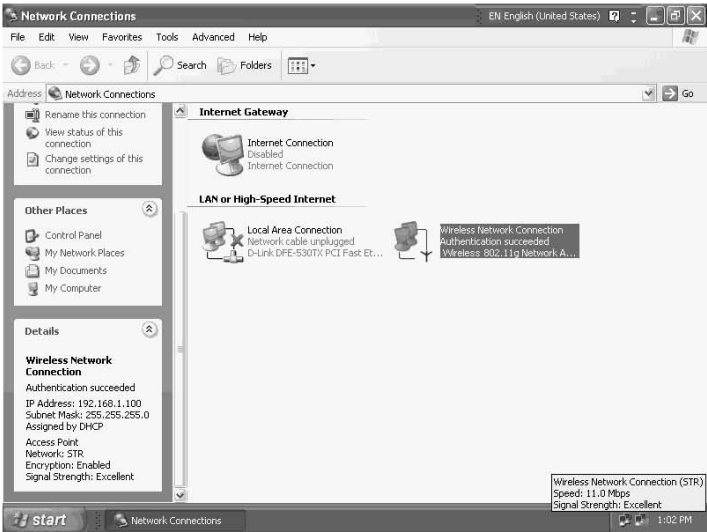 Network Connections
EN English (United States)
File Edit View Favorites Tools Advanced Help
Back
Search
Folders
Address
Network Connections
Go
Rename this connection
View status of this
connection
Change settings of this
connection
Other Places
Control Panel
My Network Places
My Documents
My Computer
Details
Wireless Network
Connection
Authentication succeeded
IP Address: 192.168.1.100
Subnet Mask: 255.255.255.0
Assigned by DHCP
Access Point
Network: STR
Encryption: Enabled
Signal Strength: Excellent
Internet Gateway
Internet Connection
Disabled
Internet Connection
LAN or High-Speed Internet
Local Area Connection
Network cable unplugged
D-Link DFE-530TX PCI Fast Et...
Wireless Network Connection
Authentication succeeded
Wireless 802.11g Network A...
Wireless Network Connection (STR)
Speed: 11.0 Mbps
Signal Strength: Excellent
start
Network Connections
1:02 PM